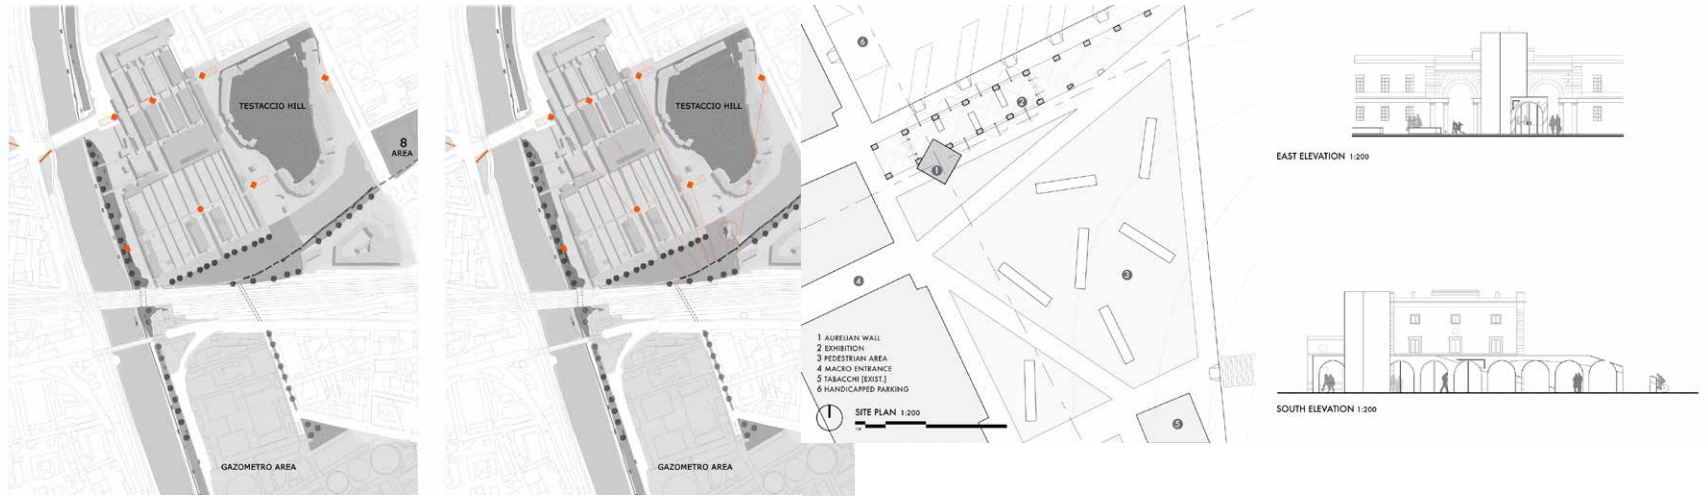 TESTACCIO HILL
8
AREA
GAZOMETRO AREA
TESTACCIO HILL
GAZOMETRO AREA
6
2
1
3
4
5
1 AURELIAN WALL
2 EXHIBITION
3 PEDESTRIAN AREA
4 MACRO ENTRANCE
5 TABACCHI [EXIST.]
6 HANDICAPPED PARKING
SITE PLAN 1:200
EAST ELEVATION 1:200
SOUTH ELEVATION 1:200